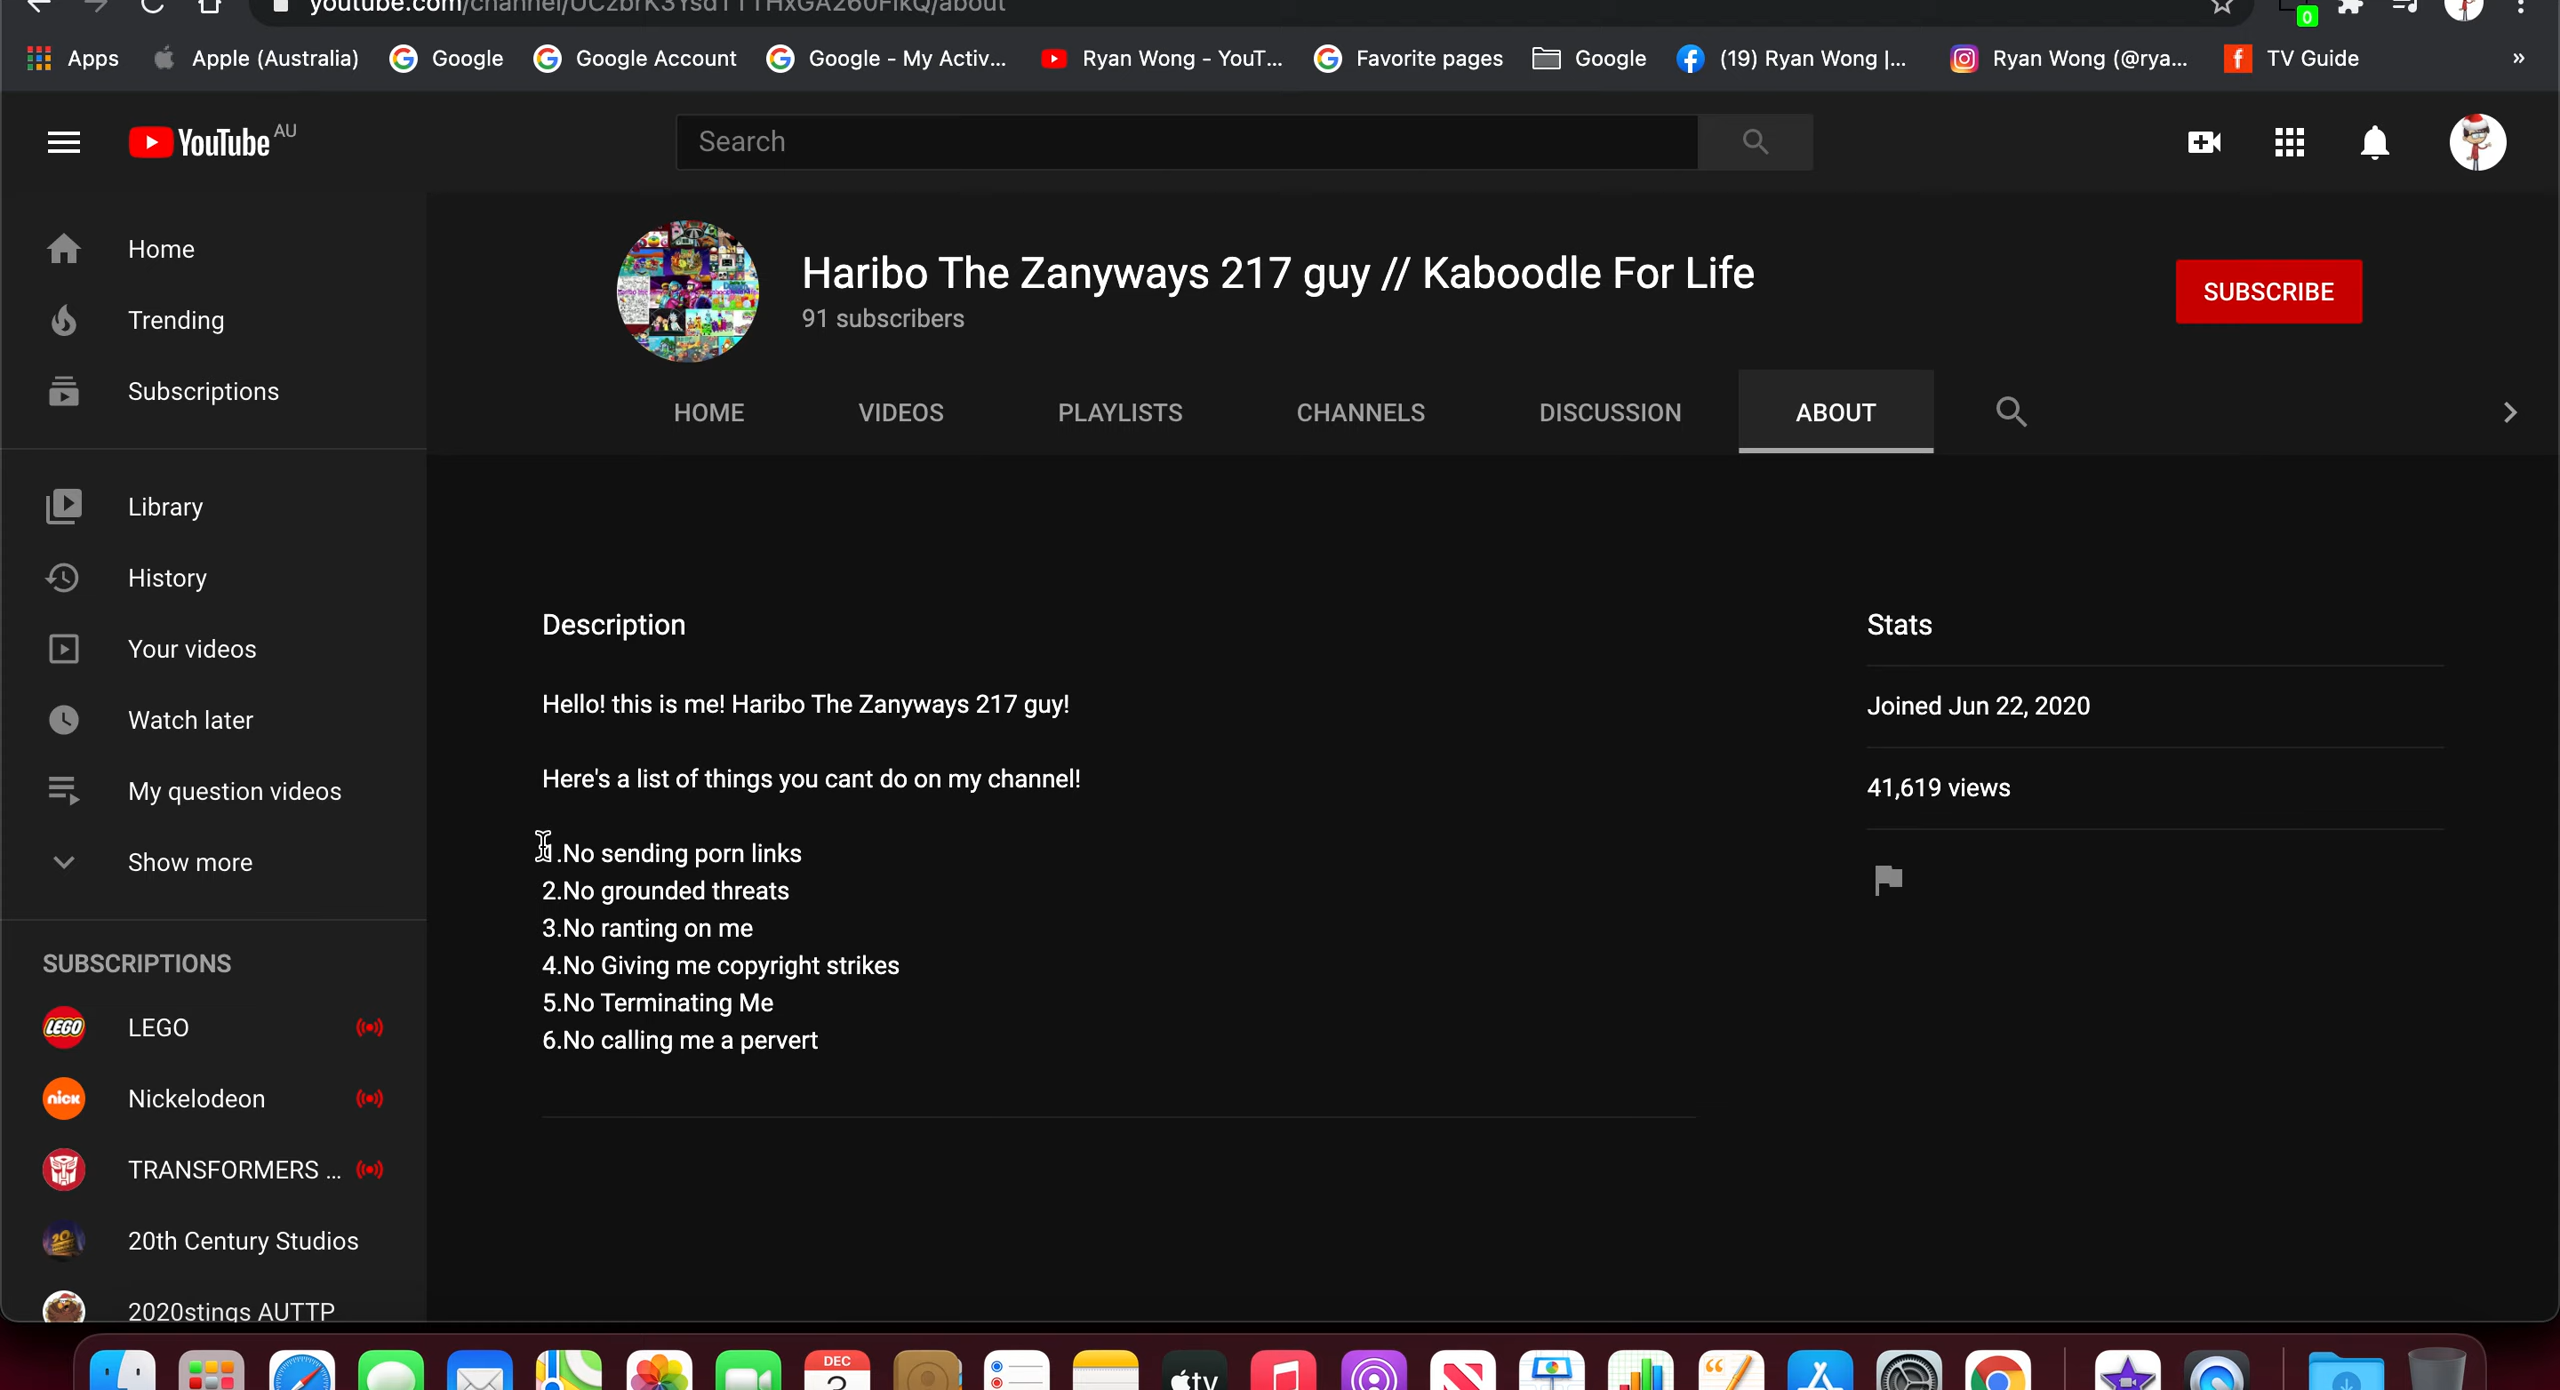 Apps Apple (Australia) Google Google Account Google - My Activ... Ryan Wong - YouT... Favorite pages Google (19) Ryan Wong |... Ryan Wong (@rya... TV Guide »
0
YouTube AU
Search
Home
Trending
Subscriptions
Library
History
Your videos
Watch later
My question videos
Show more
SUBSCRIPTIONS
LEGO LEGO
nick Nickelodeon
TRANSFORMERS ...
20th Century Studios
2020stings AUTTP
Haribo The Zanyways 217 guy // Kaboodle For Life
91 subscribers
SUBSCRIBE
HOME VIDEOS PLAYLISTS CHANNELS DISCUSSION ABOUT
Description
Hello! this is me! Haribo The Zanyways 217 guy!
Here's a list of things you cant do on my channel!
1.No sending porn links
2.No grounded threats
3.No ranting on me
4.No Giving me copyright strikes
5.No Terminating Me
6.No calling me a pervert
Stats
Joined Jun 22, 2020
41,619 views
DEC
tv